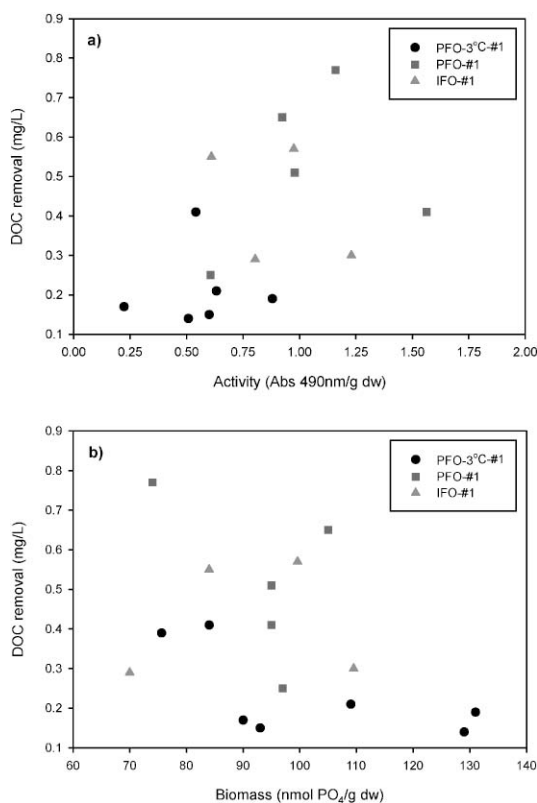 a)
PFO-3°C-#1
PFO-#1
IFO-#1
DOC removal (mg/L)
0.9
0.8
0.7
0.6
0.5
0.4
0.3
0.2
0.1
0.00 0.25 0.50 0.75 1.00 1.25 1.50 1.75 2.00
Activity (Abs 490nm/g dw)
b)
PFO-3°C-#1
PFO-#1
IFO-#1
DOC removal (mg/L)
0.9
0.8
0.7
0.6
0.5
0.4
0.3
0.2
0.1
60 70 80 90 100 110 120 130 140
Biomass (nmol PO₄/g dw)